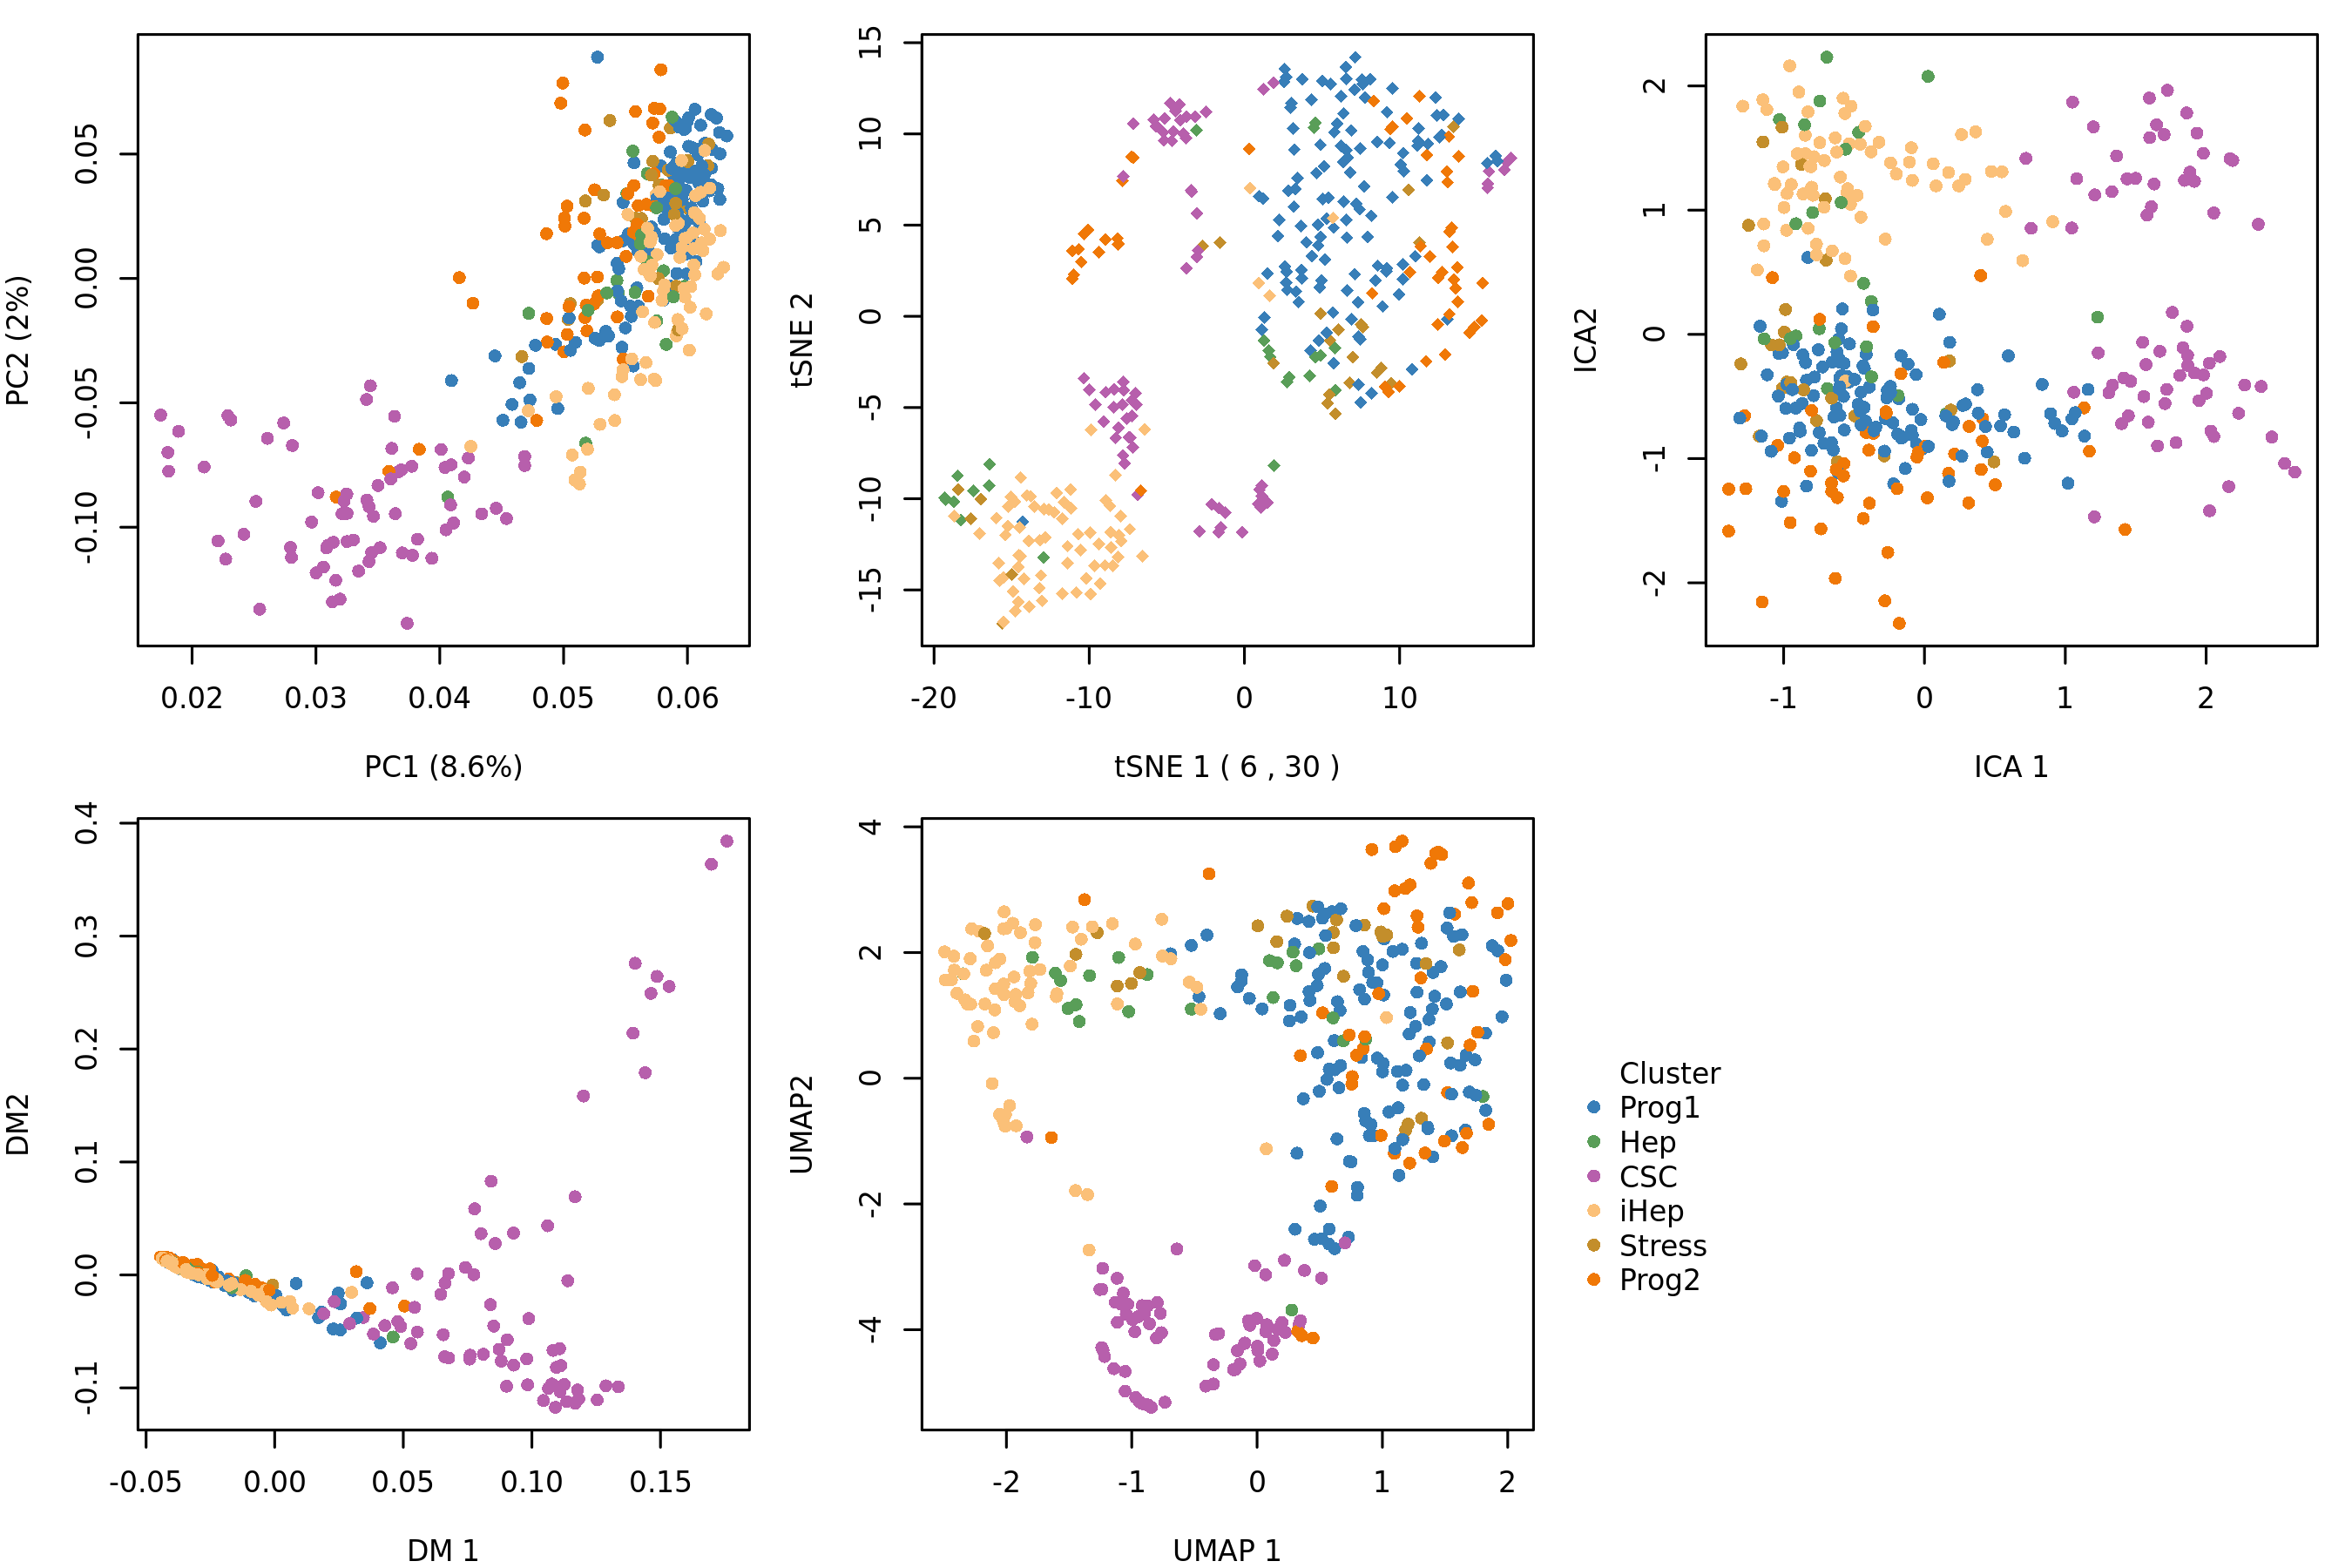 PC2 (2%)
0.05
0.00
-0.05
-0.10
0.02 0.03 0.04 0.05 0.06
PC1 (8.6%)
tSNE 2
15
10
5
0
-5
-10
-15
-20 -10 0 10
tSNE 1 ( 6 , 30 )
ICA2
2
1
0
-1
-2
-1 0 1 2
ICA 1
DM2
0.4
0.3
0.2
0.1
0.0
-0.1
-0.05 0.00 0.05 0.10 0.15
DM 1
UMAP2
4
2
0
-2
-4
-2 -1 0 1 2
UMAP 1
Cluster
Prog1
Hep
CSC
iHep
Stress
Prog2